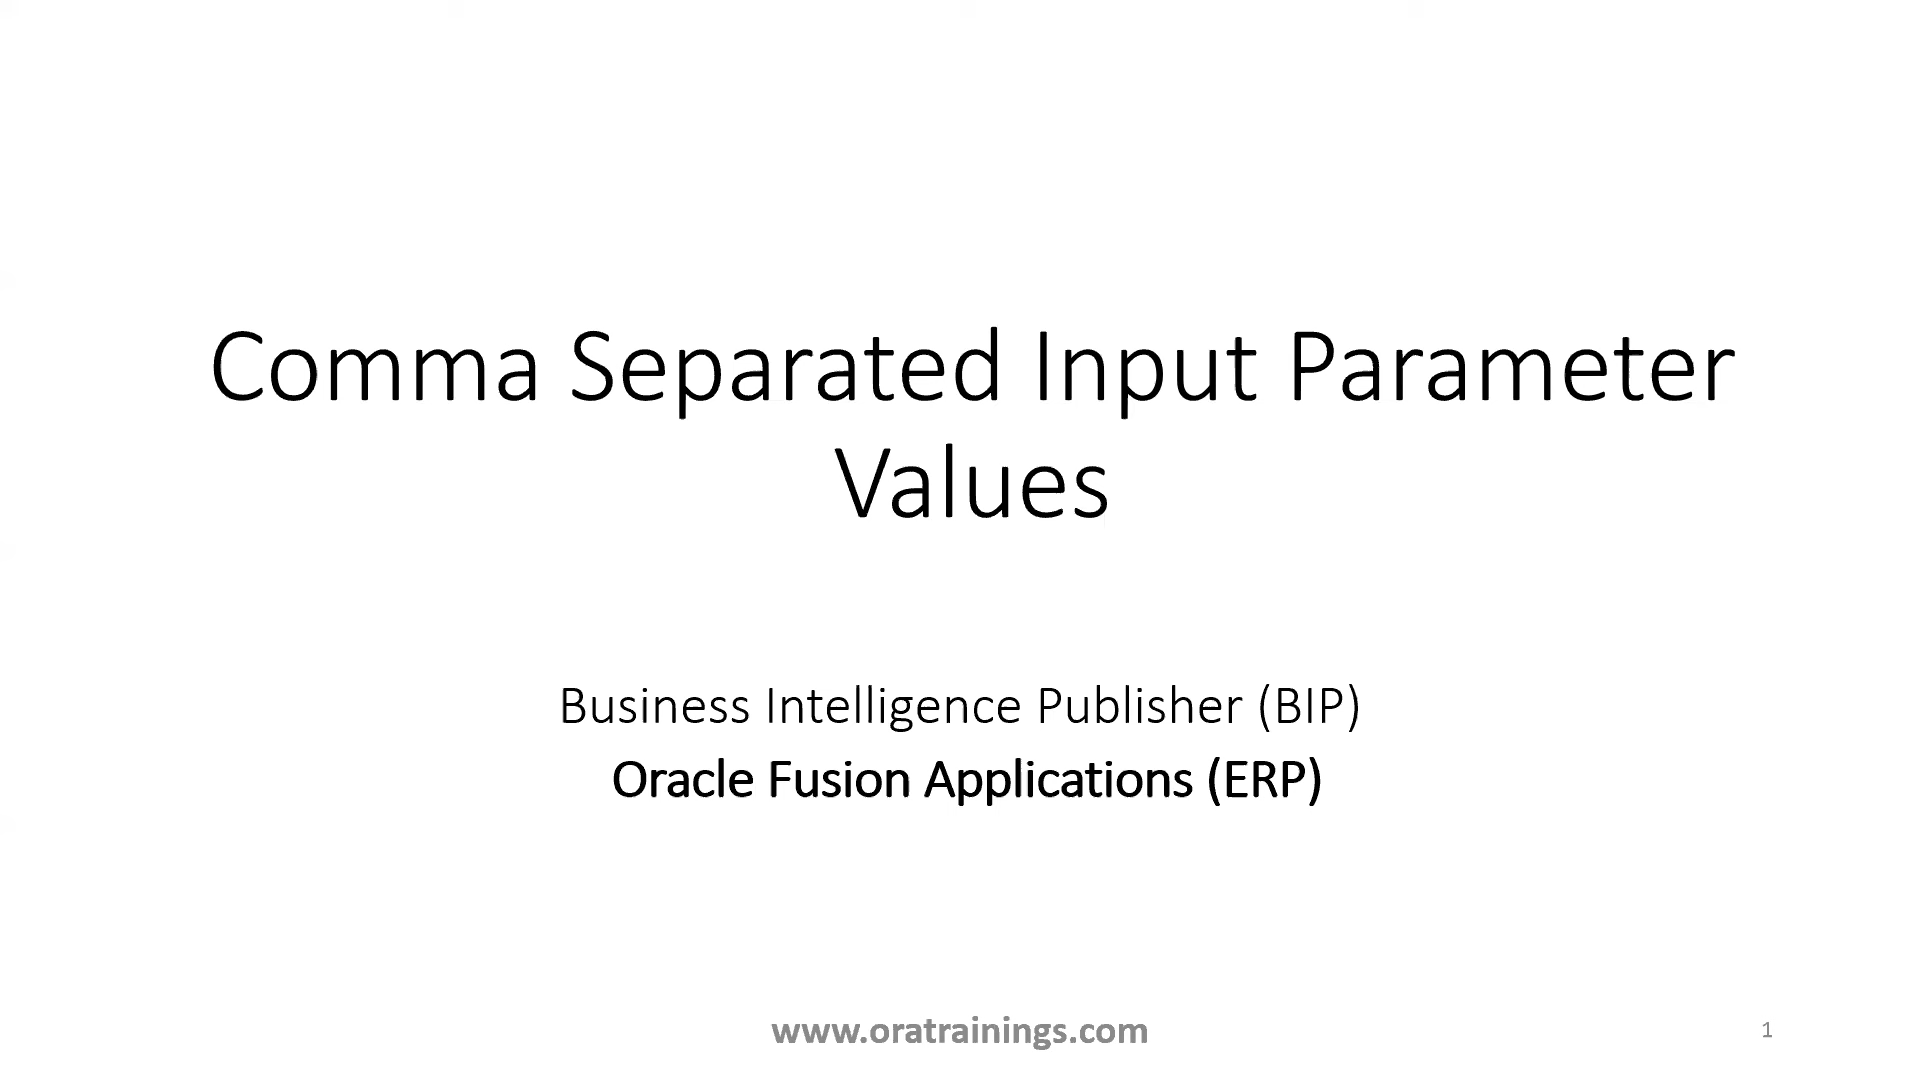 Comma Separated Input Parameter
Values
Business Intelligence Publisher (BIP)
Oracle Fusion Applications (ERP)
www.oratrainings.com
1